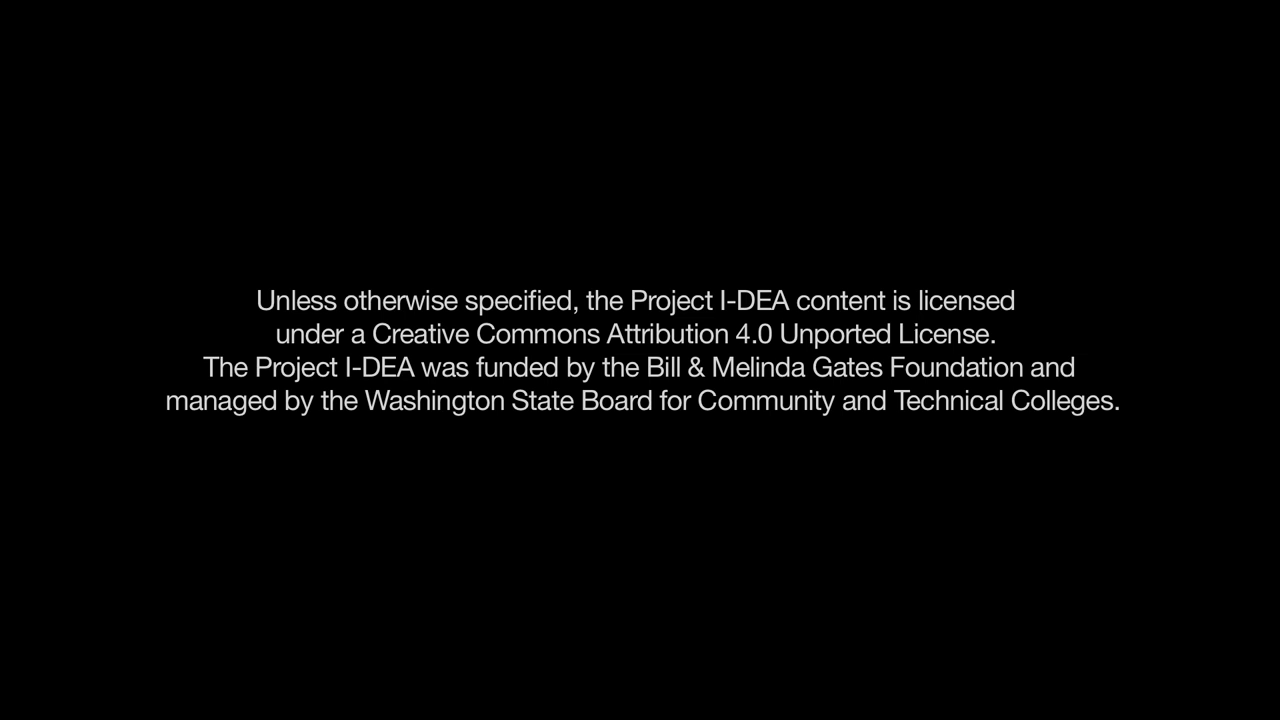 Unless otherwise specified, the Project I-DEA content is licensed
under a Creative Commons Attribution 4.0 Unported License.
The Project I-DEA was funded by the Bill & Melinda Gates Foundation and
managed by the Washington State Board for Community and Technical Colleges.